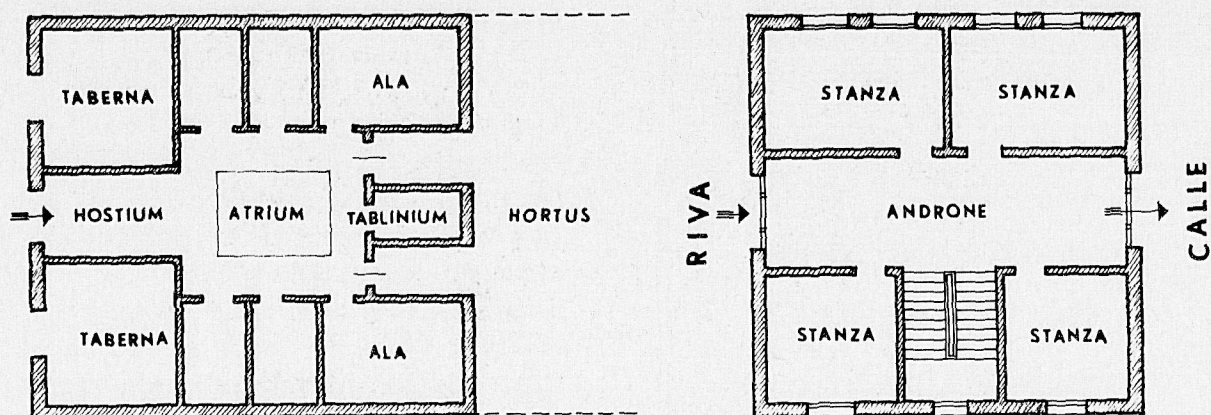 TABERNA
ALA
HOSTIUM
ATRIUM
TABLINIUM
HORTUS
TABERNA
ALA
STANZA
STANZA
RIVA
ANDRONE
CALLE
STANZA
STANZA